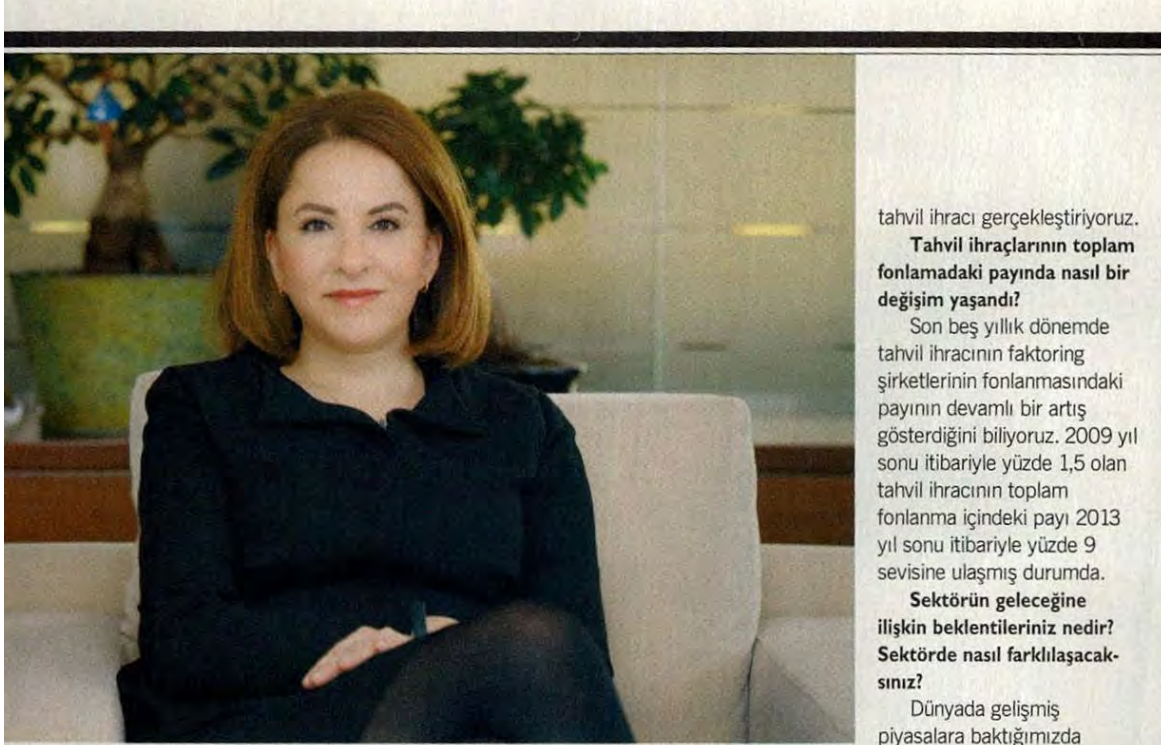 tahvil ihracı gerçekleştiriyoruz.
Tahvil ihraçlarının toplam
fonlamadaki payında nasıl bir
değişim yaşandı?
Son beş yıllık dönemde
tahvil ihracının faktoring
şirketlerinin fonlanmasındaki
payının devamlı bir artış
gösterdiğini biliyoruz. 2009 yıl
sonu itibariyle yüzde 1,5 olan
tahvil ihracının toplam
fonlanma içindeki payı 2013
yıl sonu itibariyle yüzde 9
sevisine ulaşmış durumda.
Sektörün geleceğine
ilişkin beklentileriniz nedir?
Sektörde nasıl farklılaşacak-
sınız?
Dünyada gelişmiş
piyasalara baktığımızda